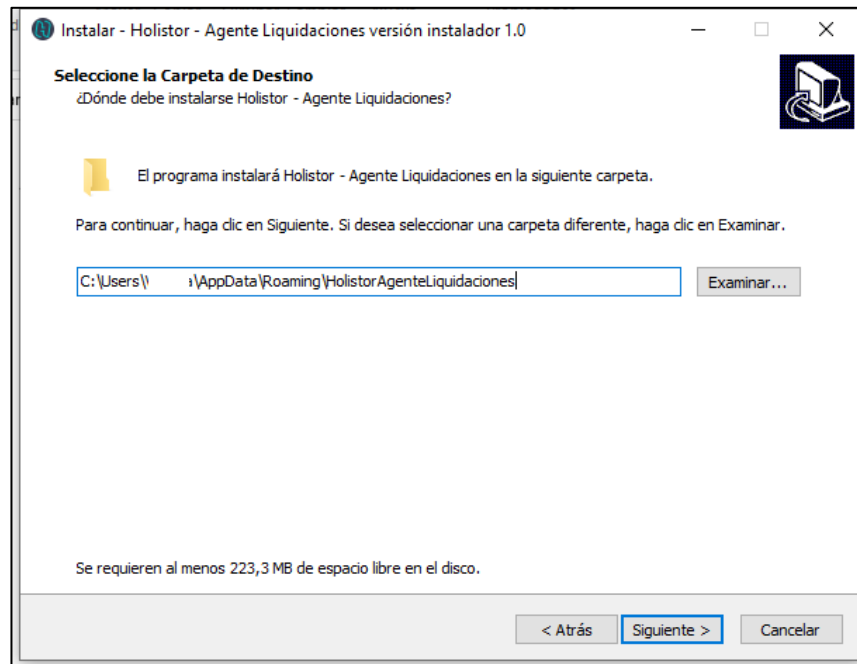 Instalar - Holistor - Agente Liquidaciones versión instalador 1.0
Seleccione la Carpeta de Destino
¿Dónde debe instalarse Holistor - Agente Liquidaciones?
El programa instalará Holistor - Agente Liquidaciones en la siguiente carpeta.
Para continuar, haga clic en Siguiente. Si desea seleccionar una carpeta diferente, haga clic en Examinar.
C:\Users\ a\AppData\Roaming\HolistorAgenteLiquidaciones
Examinar...
Se requieren al menos 223,3 MB de espacio libre en el disco.
< Atrás
Siguiente >
Cancelar